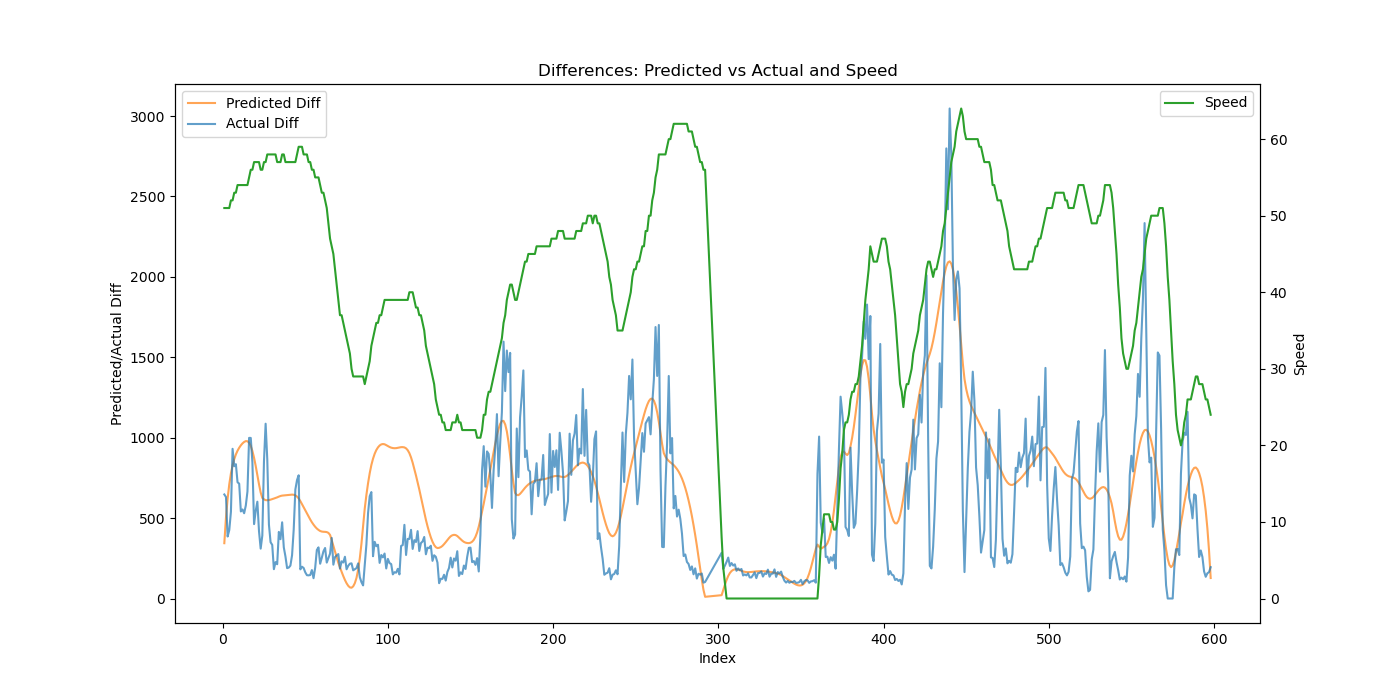 Differences: Predicted vs Actual and Speed
Predicted Diff
Actual Diff
Speed
3000
2500
2000
1500
1000
500
0
Predicted/Actual Diff
60
50
40
30
20
10
0
Speed
0 100 200 300 400 500 600
Index